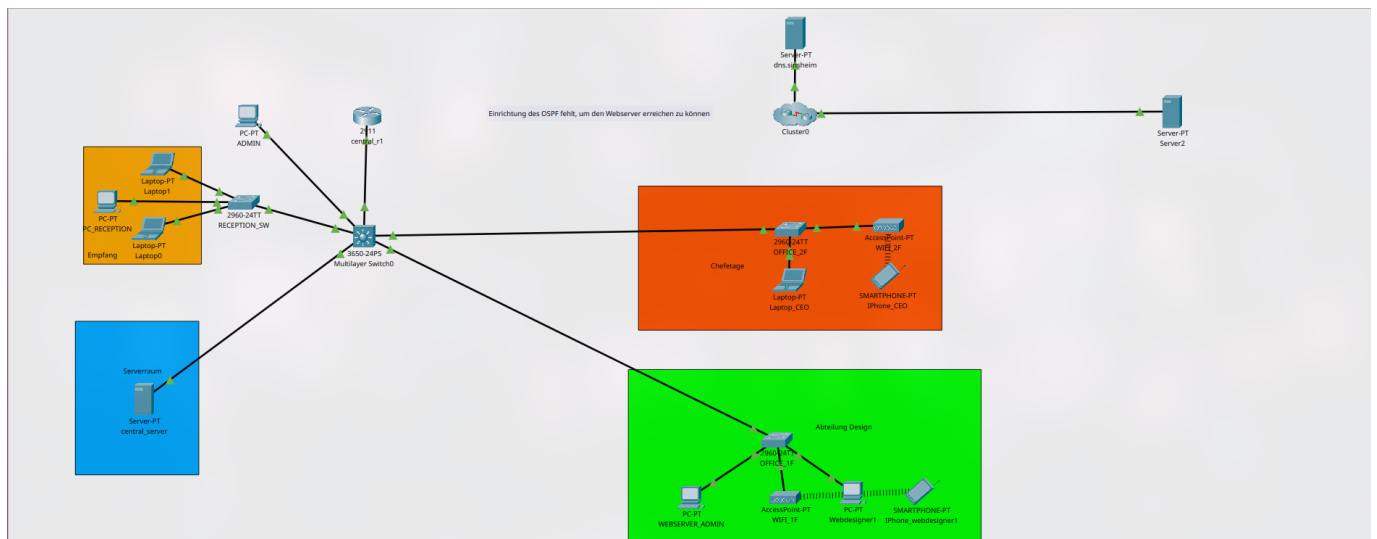 Server-PT
dns.sinsheim
Cluster0
Server-PT
Server2
Einrichtung des OSPF fehlt, um den Webserver erreichen zu können
PC-PT
ADMIN
2911
central_r1
Laptop-PT
Laptop1
PC-PT
PC_RECEPTION
2960-24TT
RECEPTION_SW
Laptop-PT
Laptop0
Empfang
3650-24PS
Multilayer Switch0
2960-24TT
OFFICE_2F
AccessPoint-PT
WIFI_2F
Chefetage
Laptop-PT
Laptop_CEO
SMARTPHONE-PT
IPhone_CEO
Serverraum
Server-PT
central_server
Abteilung Design
2960-24TT
OFFICE_1F
PC-PT
WEBSERVER_ADMIN
AccessPoint-PT
WIFI_1F
PC-PT
Webdesigner1
SMARTPHONE-PT
IPhone_webdesigner1